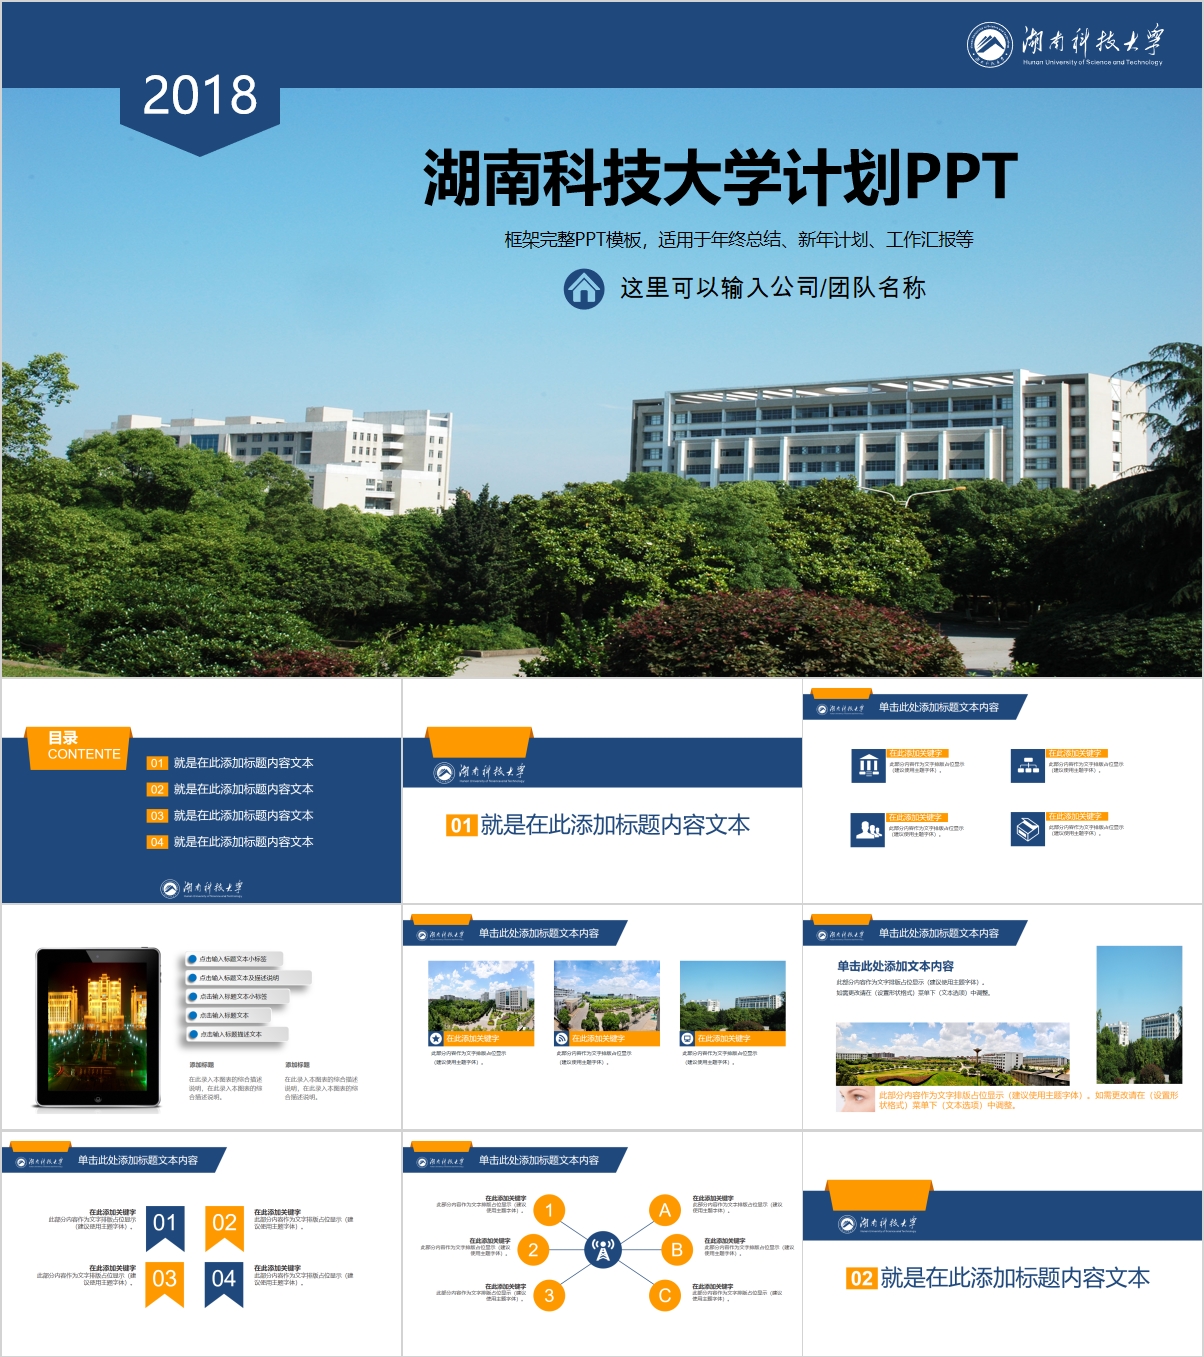 湖南科技大学
Hunan University of Science and Technology
2018
湖南科技大学计划PPT
框架完整PPT模板，适用于年终总结、新年计划、工作汇报等
这里可以输入公司/团队名称
目录
CONTENTE
01 就是在此添加标题内容文本
02 就是在此添加标题内容文本
03 就是在此添加标题内容文本
04 就是在此添加标题内容文本
湖南科技大学
湖南科技大学
01 就是在此添加标题内容文本
湖南科技大学
单击此处添加标题文本内容
在此添加关键字
此部分内容作为文字排版占位显示
（建议使用主题字体）。
在此添加关键字
此部分内容作为文字排版占位显示
（建议使用主题字体）。
在此添加关键字
此部分内容作为文字排版占位显示
（建议使用主题字体）。
在此添加关键字
此部分内容作为文字排版占位显示
（建议使用主题字体）。
点击输入标题文本小标签
点击输入标题文本及描述说明
点击输入标题文本小标签
点击输入标题文本
点击输入标题描述文本
添加标题
在此录入本图表的综合描述
说明，在此录入本图表的综
合描述说明。
添加标题
在此录入本图表的综合描述
说明，在此录入本图表的综
合描述说明。
湖南科技大学
单击此处添加标题文本内容
在此添加关键字
此部分内容作为文字排版占位显示
（建议使用主题字体）。
在此添加关键字
此部分内容作为文字排版占位显示
（建议使用主题字体）。
在此添加关键字
此部分内容作为文字排版占位显示
（建议使用主题字体）。
湖南科技大学
单击此处添加标题文本内容
单击此处添加文本内容
此部分内容作为文字排版占位显示（建议使用主题字体）。
如需更改请在（设置形状格式）菜单下（文本选项）中调整。
此部分内容作为文字排版占位显示（建议使用主题字体）。如需更改请在（设置形
状格式）菜单下（文本选项）中调整。
湖南科技大学
单击此处添加标题文本内容
在此添加关键字
此部分内容作为文字排版占位显示
（建议使用主题字体）。
01
02
在此添加关键字
此部分内容作为文字排版占位显示（建
议使用主题字体）。
在此添加关键字
此部分内容作为文字排版占位显示（建
议使用主题字体）。
03
04
在此添加关键字
此部分内容作为文字排版占位显示（建
议使用主题字体）。
湖南科技大学
单击此处添加标题文本内容
在此添加关键字
此部分内容作为文字排版占位显示（建议
使用主题字体）。
1
A
在此添加关键字
此部分内容作为文字排版占位显示（建议
使用主题字体）。
在此添加关键字
此部分内容作为文字排版占位显示（建议
使用主题字体）。
2
B
在此添加关键字
此部分内容作为文字排版占位显示（建议
使用主题字体）。
在此添加关键字
此部分内容作为文字排版占位显示（建议
使用主题字体）。
3
C
在此添加关键字
此部分内容作为文字排版占位显示（建议
使用主题字体）。
湖南科技大学
02 就是在此添加标题内容文本